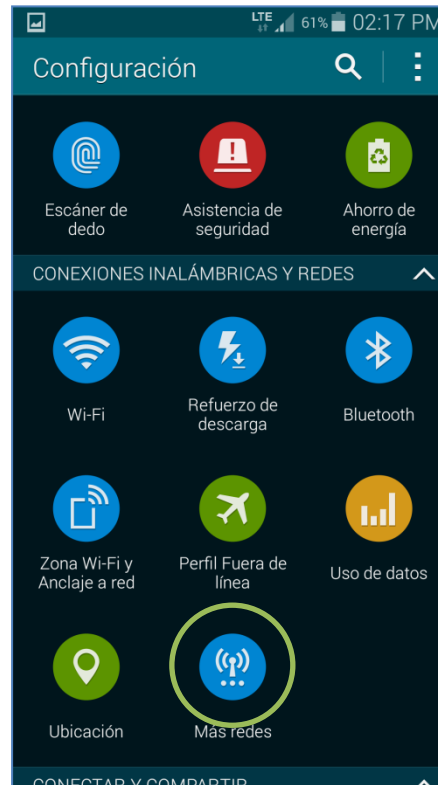 LTE 61% 02:17 PM
Configuración
Escáner de dedo
Asistencia de seguridad
Ahorro de energía
CONEXIONES INALÁMBRICAS Y REDES
Wi-Fi
Refuerzo de descarga
Bluetooth
Zona Wi-Fi y Anclaje a red
Perfil Fuera de línea
Uso de datos
Ubicación
Más redes
CONECTAR Y COMPARTIR